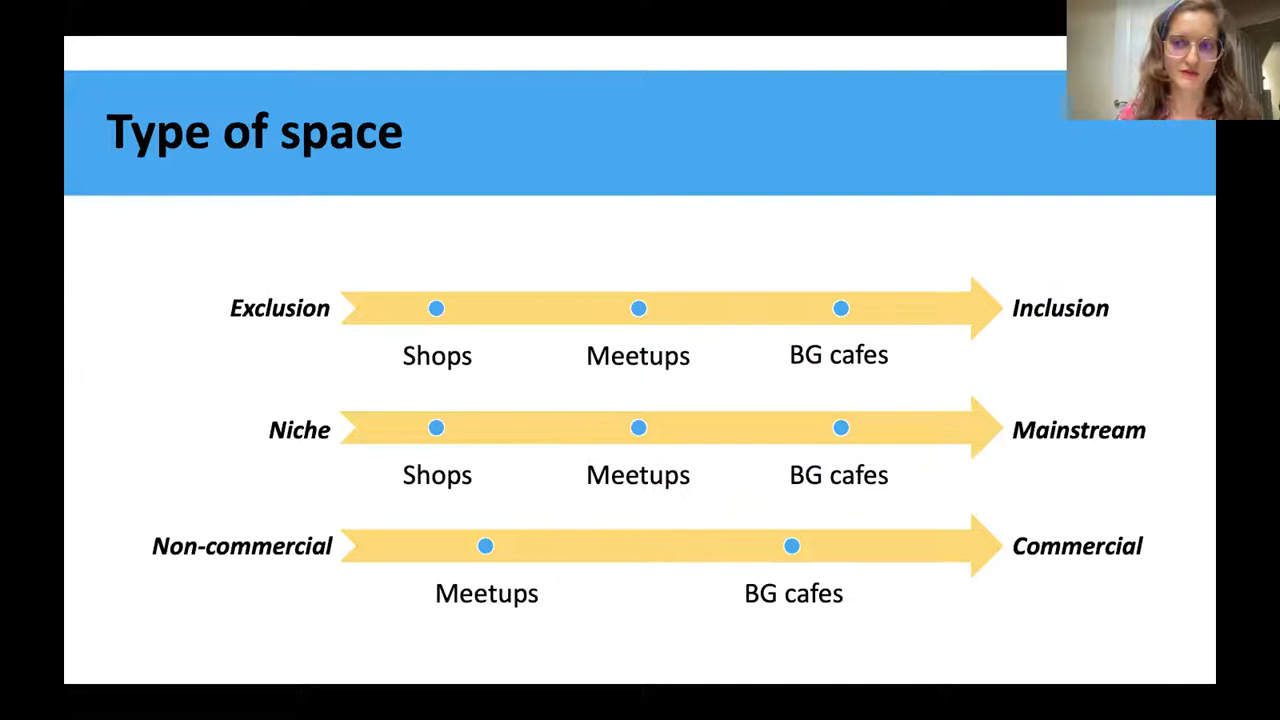 Type of space
Exclusion
Inclusion
Shops
Meetups
BG cafes
Niche
Mainstream
Shops
Meetups
BG cafes
Non-commercial
Commercial
Meetups
BG cafes